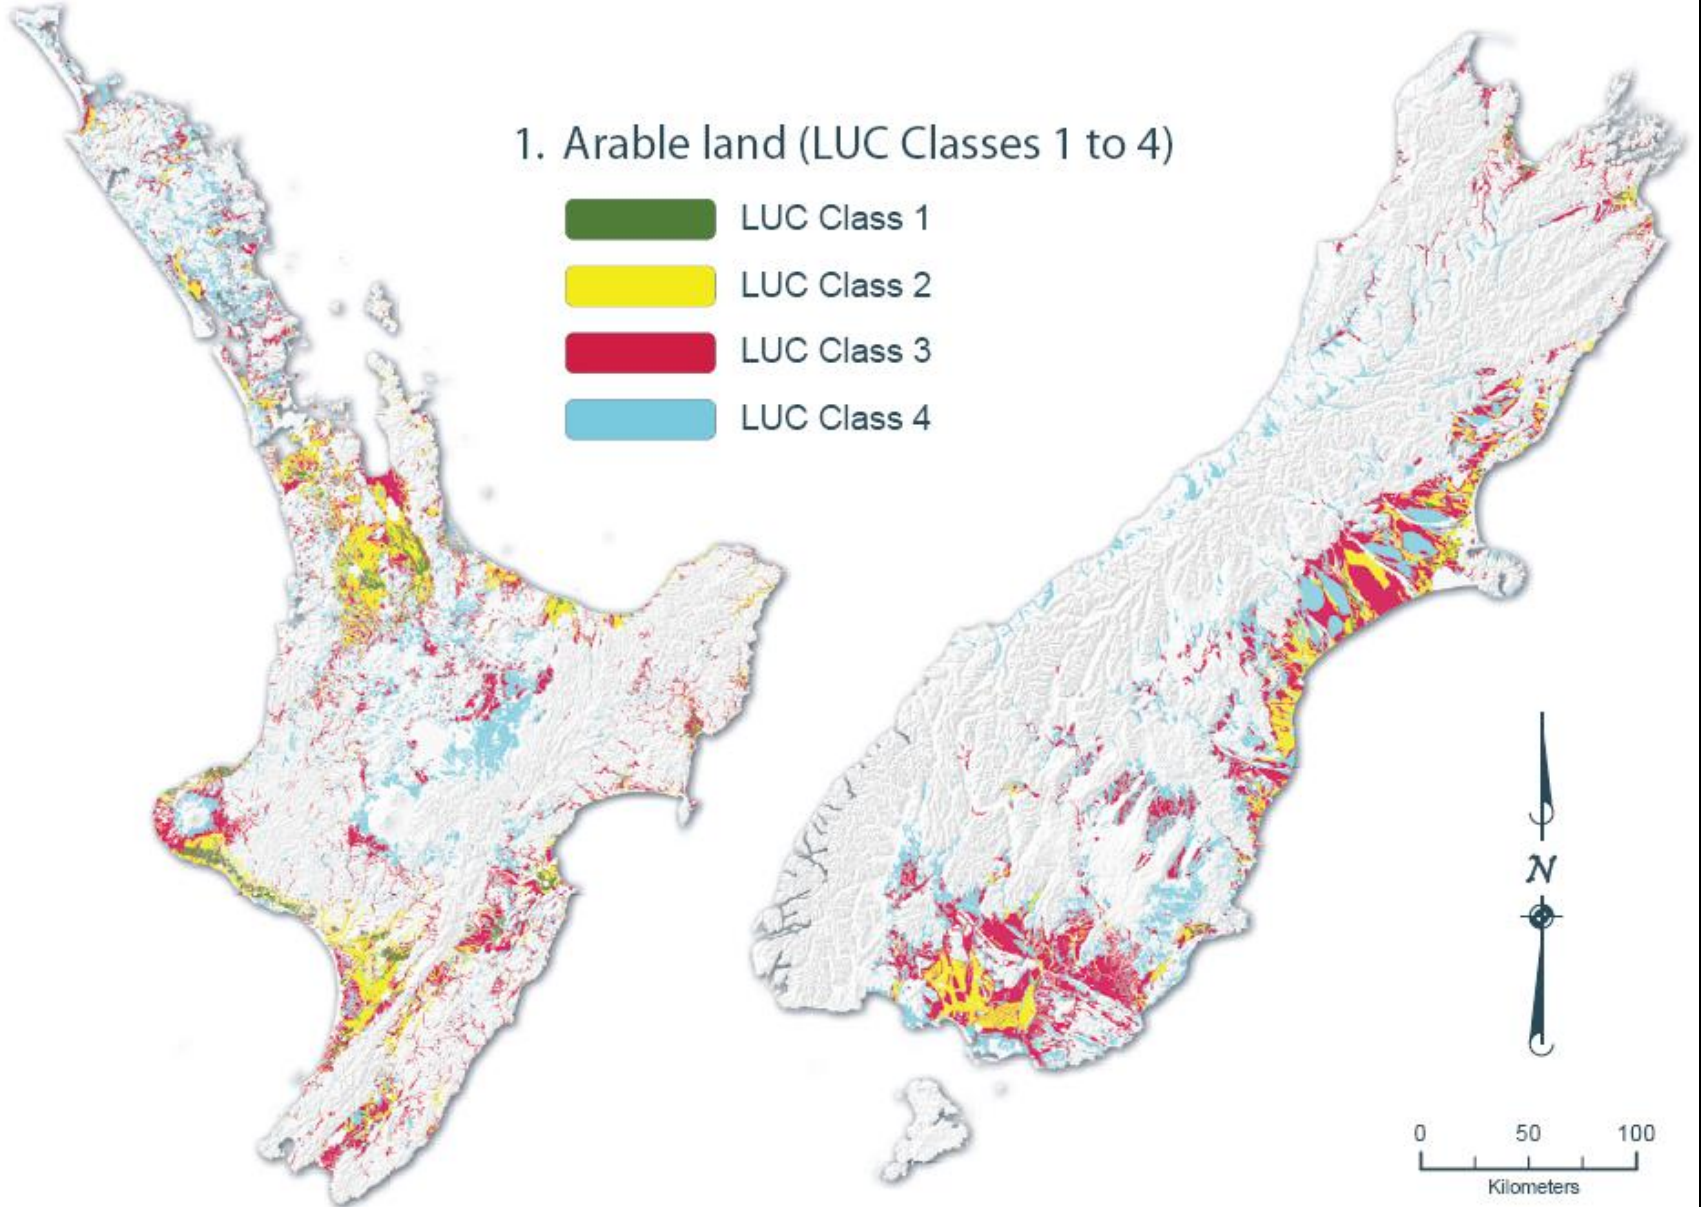 1. Arable land (LUC Classes 1 to 4)
LUC Class 1
LUC Class 2
LUC Class 3
LUC Class 4
N
0 50 100
Kilometers